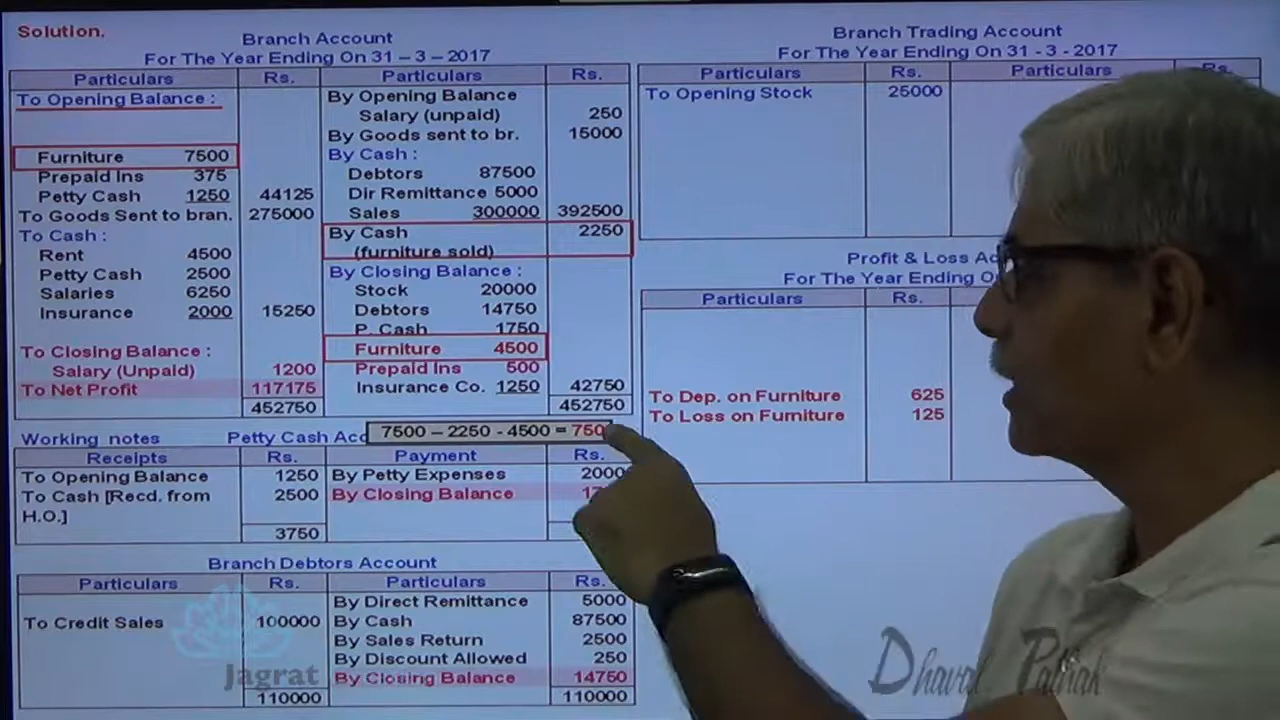 Solution.
Branch Account
For The Year Ending On 31 – 3 – 2017
Particulars Rs. Particulars Rs.
To Opening Balance :
Furniture 7500
Prepaid Ins 375
Petty Cash 1250 44125
To Goods Sent to bran. 275000
To Cash :
Rent 4500
Petty Cash 2500
Salaries 6250
Insurance 2000 15250
To Closing Balance :
Salary (Unpaid) 1200
To Net Profit 117175
452750
By Opening Balance
Salary (unpaid) 250
By Goods sent to br. 15000
By Cash :
Debtors 87500
Dir Remittance 5000
Sales 300000 392500
By Cash 2250
(furniture sold)
By Closing Balance :
Stock 20000
Debtors 14750
P. Cash 1750
Furniture 4500
Prepaid Ins 500
Insurance Co. 1250 42750
452750
7500 – 2250 - 4500 = 750
Working notes Petty Cash
Receipts Rs. Payment Rs.
To Opening Balance 1250 By Petty Expenses 2000
To Cash [Recd. from 2500 By Closing Balance
H.O.]
3750
Branch Debtors Account
Particulars Rs. Particulars Rs.
By Direct Remittance 5000
To Credit Sales 100000 By Cash 87500
By Sales Return 2500
By Discount Allowed 250
By Closing Balance 14750
110000 110000
Branch Trading Account
For The Year Ending On 31 - 3 - 2017
Particulars Rs. Particulars Rs.
To Opening Stock 25000
Profit & Loss
For The Year Ending
Particulars Rs.
To Dep. on Furniture 625
To Loss on Furniture 125
Jagrat
Dhaval Pathak